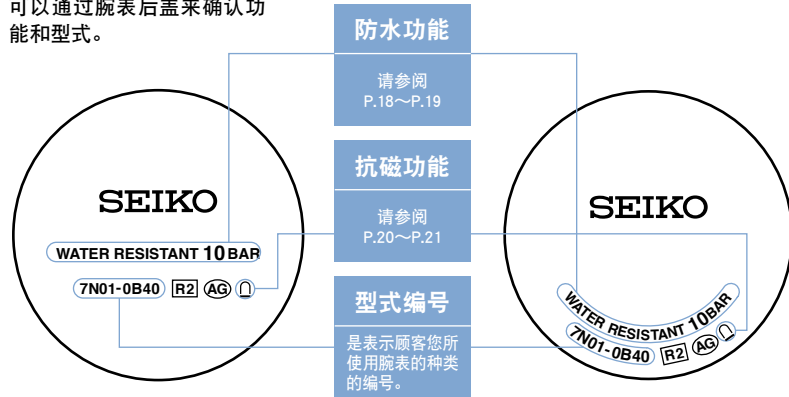 可以通过腕表后盖来确认功
能和型式。
防水功能
请参阅
P.18～P.19
抗磁功能
请参阅
P.20～P.21
型式编号
是表示顾客您所
使用腕表的种类
的编号。
SEIKO
WATER RESISTANT 10 BAR
7N01-0B40 R2 AG
SEIKO
WATER RESISTANT 10BAR
7N01-0B40 R2 AG